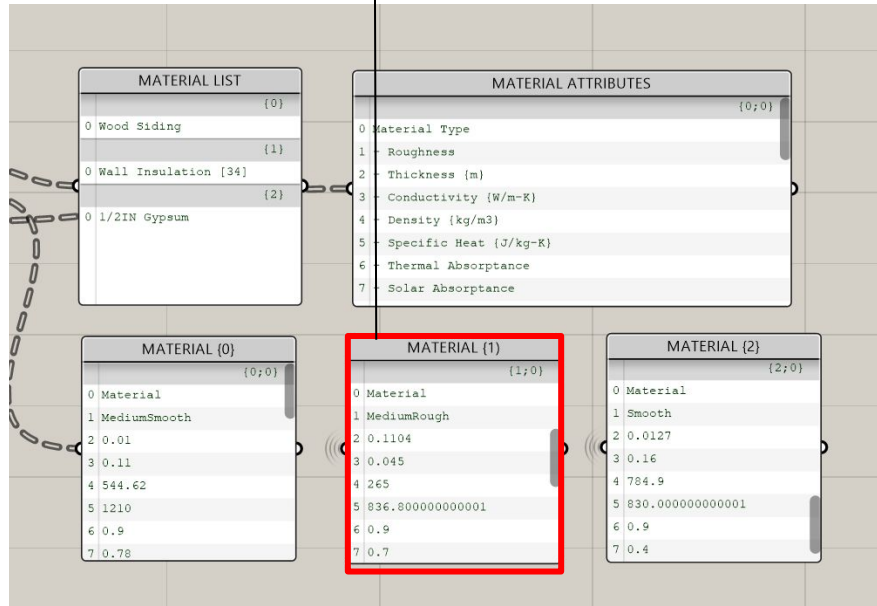 MATERIAL LIST
{0}
0 Wood Siding
{1}
0 Wall Insulation [34]
{2}
0 1/2IN Gypsum
MATERIAL ATTRIBUTES
{0;0}
0 Material Type
1 - Roughness
2 - Thickness {m}
3 - Conductivity {W/m-K}
4 - Density {kg/m3}
5 - Specific Heat {J/kg-K}
6 - Thermal Absorptance
7 - Solar Absorptance
MATERIAL {0}
{0;0}
0 Material
1 MediumSmooth
2 0.01
3 0.11
4 544.62
5 1210
6 0.9
7 0.78
MATERIAL {1)
{1;0}
0 Material
1 MediumRough
2 0.1104
3 0.045
4 265
5 836.800000000001
6 0.9
7 0.7
MATERIAL {2)
{2;0}
0 Material
1 Smooth
2 0.0127
3 0.16
4 784.9
5 830.000000000001
6 0.9
7 0.4